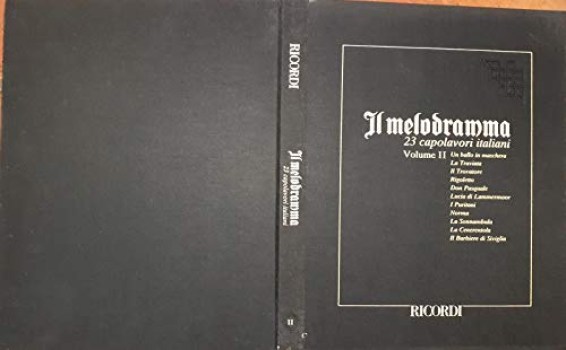 RICORDI
Il melodramma
23 capolavori italiani
II
Il melodramma
23 capolavori italiani
Volume II
Un ballo in maschera
La Traviata
Il Trovatore
Rigoletto
Don Pasquale
Lucia di Lammermoor
I Puritani
Norma
La Sonnambula
La Cenerentola
Il Barbiere di Siviglia
RICORDI